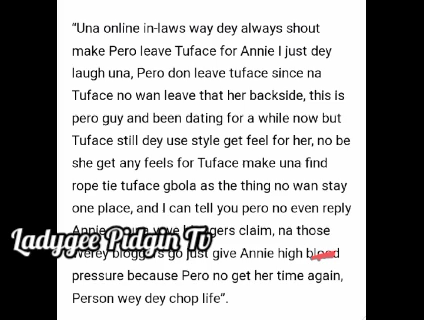 “Una online in-laws way dey always shout
make Pero leave Tuface for Annie I just dey
laugh una, Pero don leave tuface since na
Tuface no wan leave that her backside, this is
pero guy and been dating for a while now but
Tuface still dey use style get feel for her, no be
she get any feels for Tuface make una find
rope tie tuface gbola as the thing no wan stay
one place, and I can tell you pero no even reply
claim, na those
Ladygee Pidgin Tv
go just give Annie high blood
pressure because Pero no get her time again,
Person wey dey chop life”.